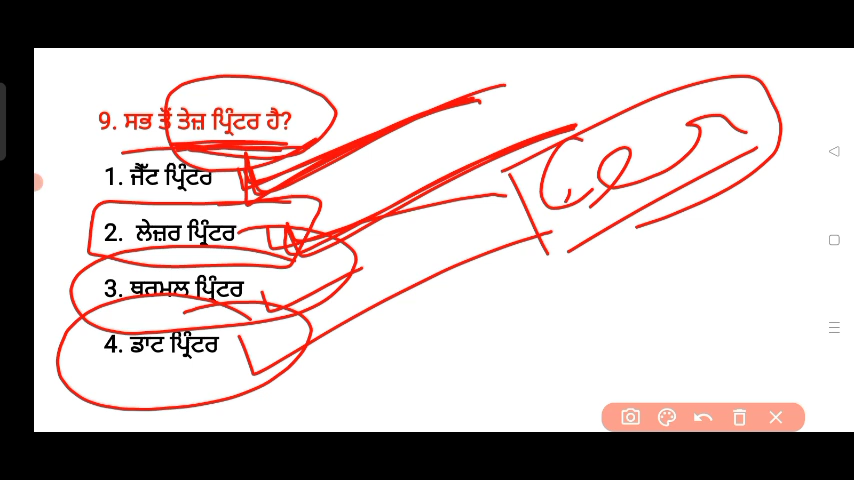 9. ਸਭ ਤੋਂ ਤੇਜ਼ ਪ੍ਰਿੰਟਰ ਹੈ?
1. ਜੈੱਟ ਪ੍ਰਿੰਟਰ
2. ਲੇਜ਼ਰ ਪ੍ਰਿੰਟਰ
3. ਥਰਮਲ ਪ੍ਰਿੰਟਰ
4. ਡਾਟ ਪ੍ਰਿੰਟਰ